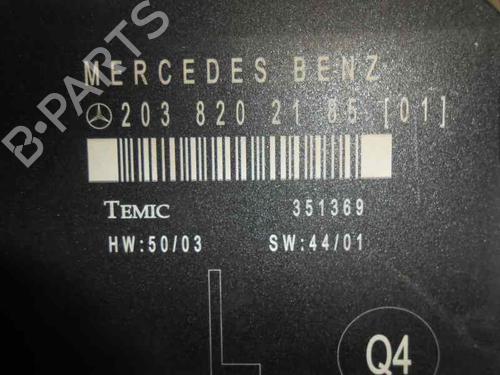 B-PARTS
MERCEDES BENZ
203 820 21 85 [01]
TEMIC 351369
HW:50/03 SW:44/01
L
Q4